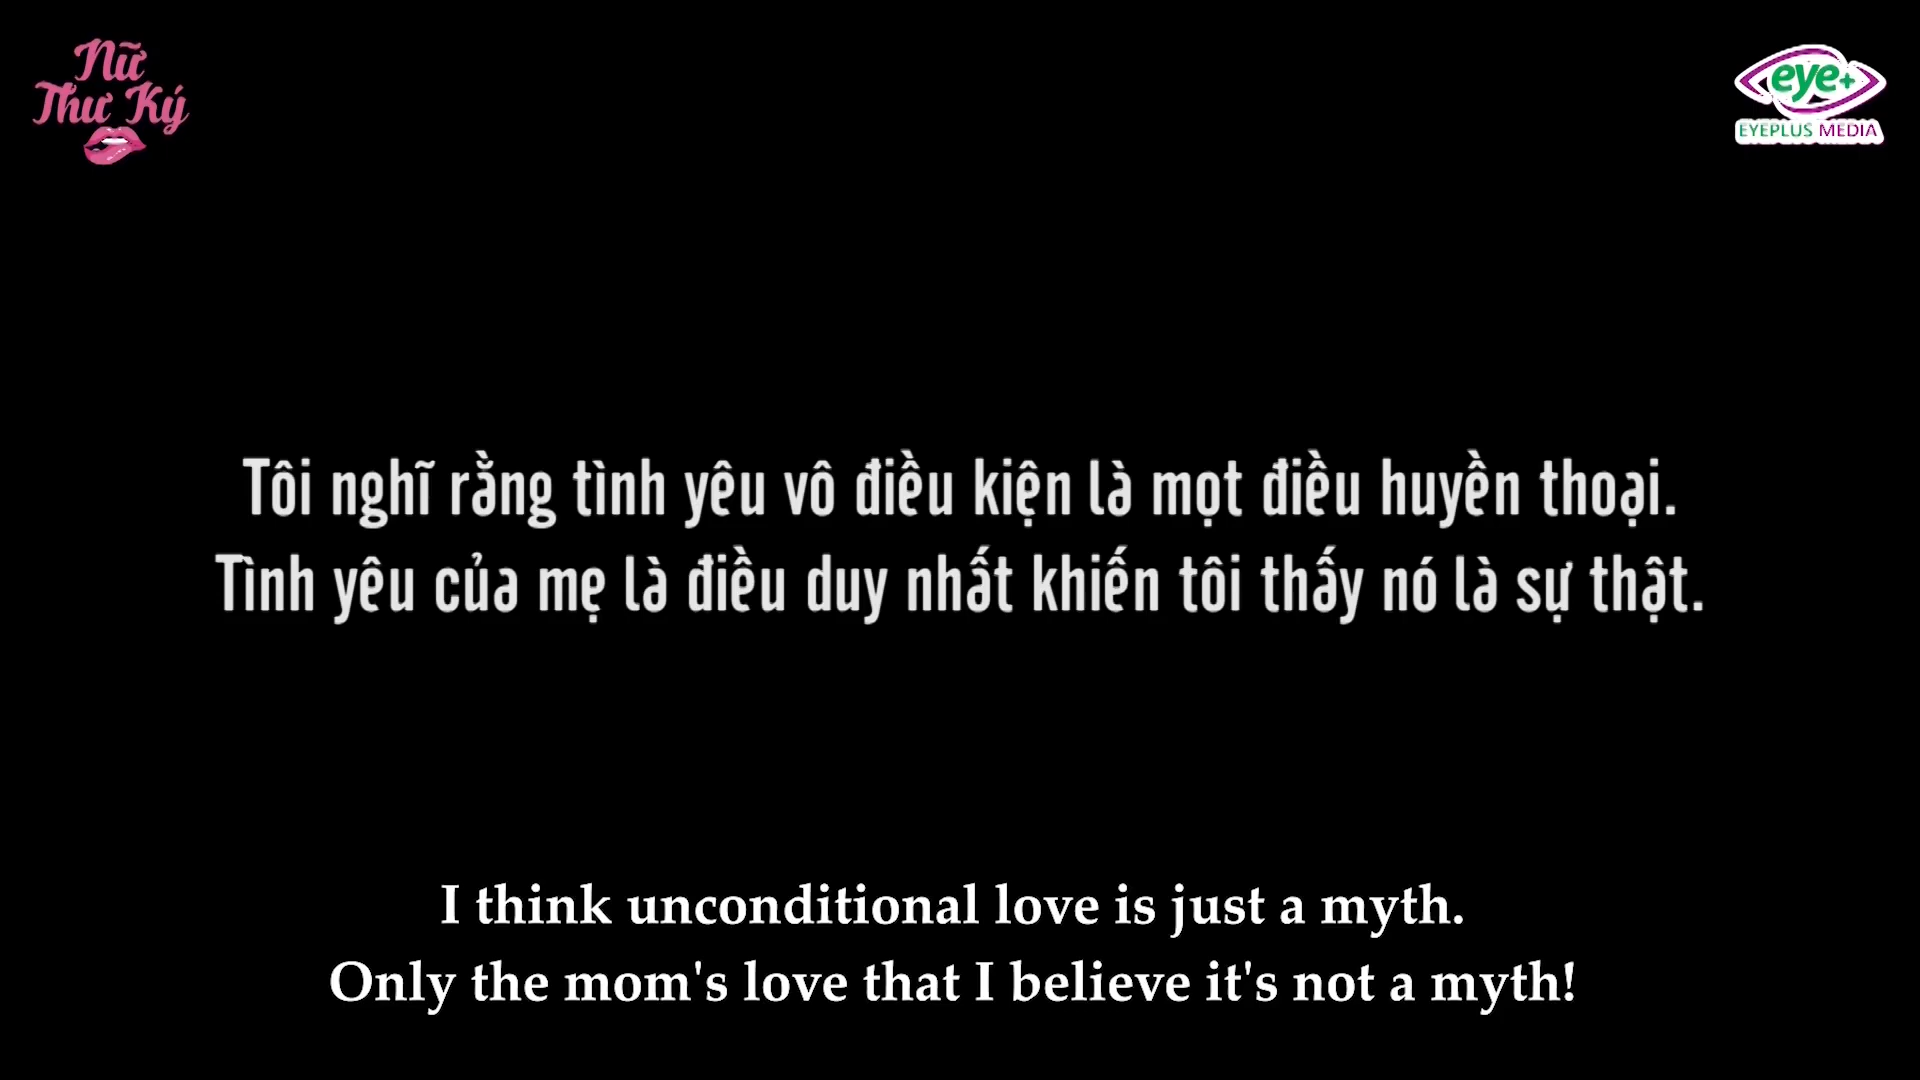 Nữ
Thư Ký
eye+
EYEPLUS MEDIA
Tôi nghĩ rằng tình yêu vô điều kiện là mọt điều huyền thoại.
Tình yêu của mẹ là điều duy nhất khiến tôi thấy nó là sự thật.
I think unconditional love is just a myth.
Only the mom's love that I believe it's not a myth!